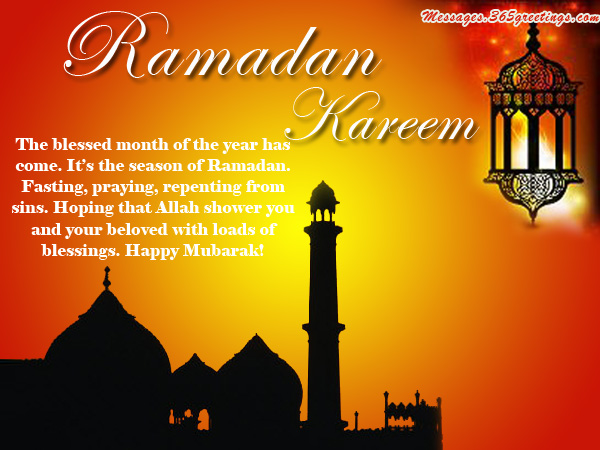 Messages.365greetings.com
Ramadan
Kareem
The blessed month of the year has
come. It's the season of Ramadan.
Fasting, praying, repenting from
sins. Hoping that Allah shower you
and your beloved with loads of
blessings. Happy Mubarak!